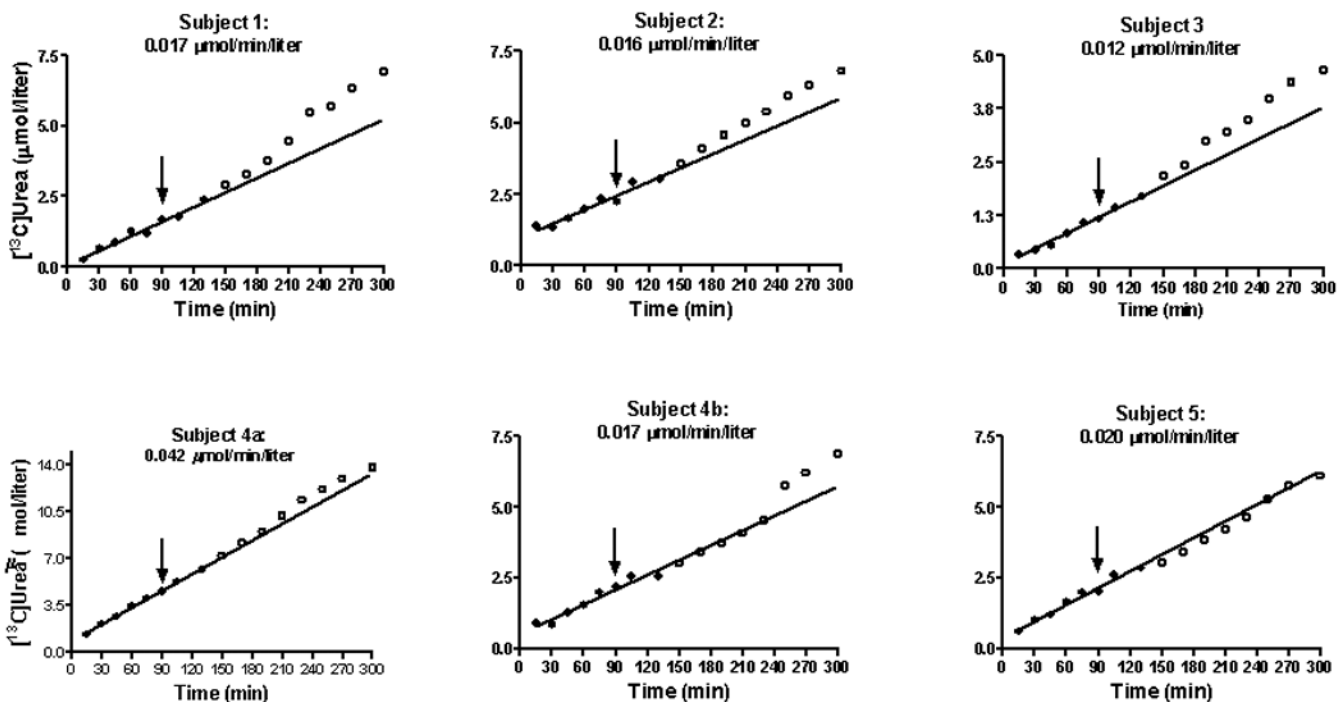 Subject 1:
0.017 µmol/min/liter
[¹³C]Urea (µmol/liter)
7.5
5.0
2.5
0.0
0 30 60 90 120 150 180 210 240 270 300
Time (min)
Subject 2:
0.016 µmol/min/liter
7.5
5.0
2.5
0.0
0 30 60 90 120 150 180 210 240 270 300
Time (min)
Subject 3
0.012 µmol/min/liter
5.0
3.8
2.5
1.3
0.0
0 30 60 90 120 150 180 210 240 270 300
Time (min)
Subject 4a:
0.042 µmol/min/liter
[¹³C]Urea ( mol/liter)
14.0
10.5
7.0
3.5
0.0
0 30 60 90 120 150 180 210 240 270 300
Time (min)
Subject 4b:
0.017 µmol/min/liter
7.5
5.0
2.5
0.0
0 30 60 90 120 150 180 210 240 270 300
Time (min)
Subject 5:
0.020 µmol/min/liter
7.5
5.0
2.5
0.0
0 30 60 90 120 150 180 210 240 270 300
Time (min)